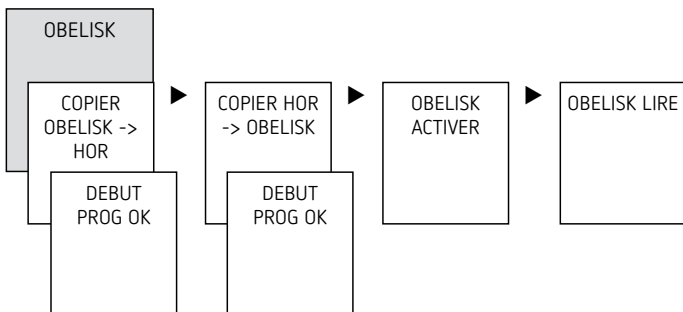 OBELISK
COPIER
OBELISK ->
HOR
DEBUT
PROG OK
COPIER HOR
-> OBELISK
DEBUT
PROG OK
OBELISK
ACTIVER
OBELISK LIRE